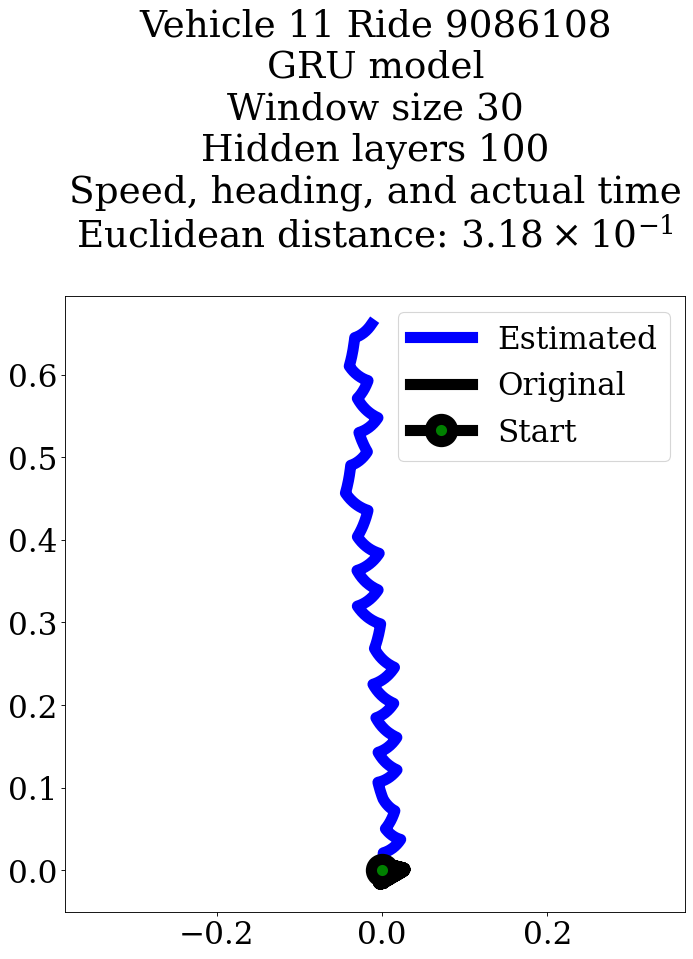 Vehicle 11 Ride 9086108
GRU model
Window size 30
Hidden layers 100
Speed, heading, and actual time
Euclidean distance: 3.18 × 10⁻¹
Estimated
Original
Start
0.6
0.5
0.4
0.3
0.2
0.1
0.0
−0.2 0.0 0.2